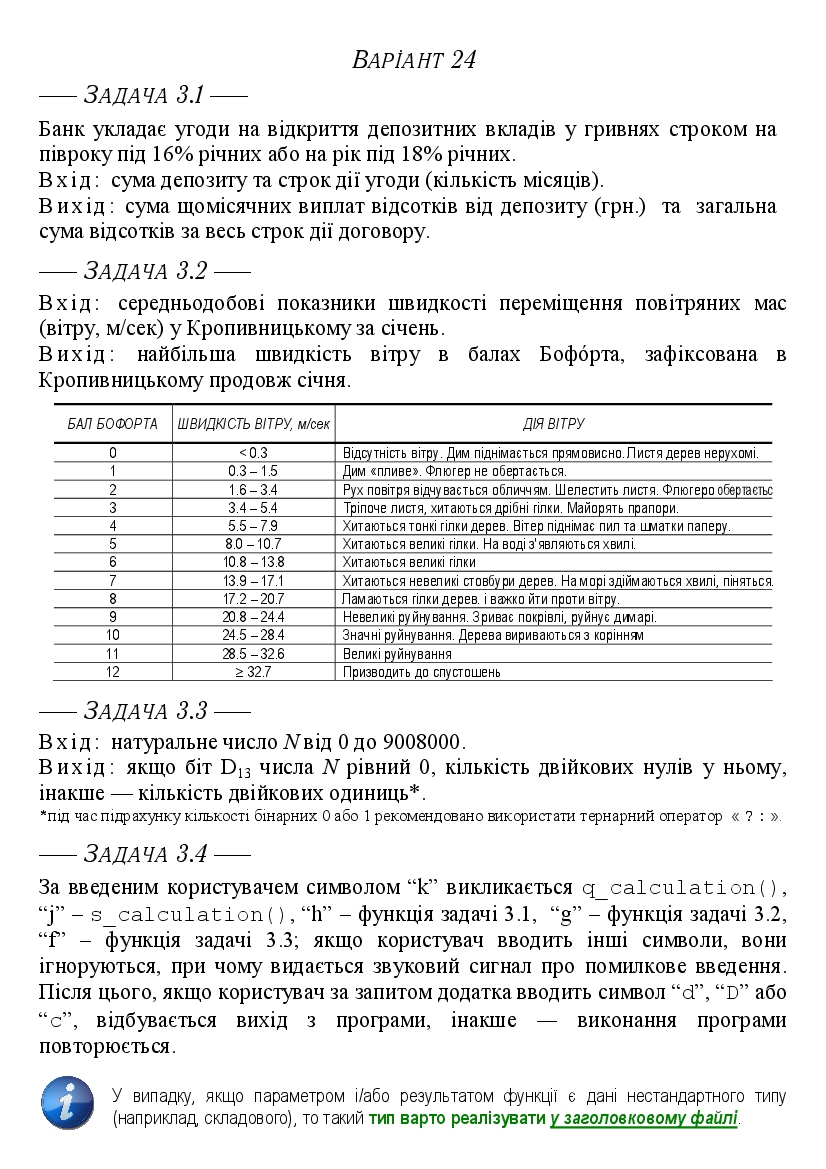 ВАРІАНТ 24
—— ЗАДАЧА 3.1 ——
Банк укладає угоди на відкриття депозитних вкладів у гривнях строком на
півроку під 16% річних або на рік під 18% річних.
Вхід: сума депозиту та строк дії угоди (кількість місяців).
Вихід: сума щомісячних виплат відсотків від депозиту (грн.) та загальна
сума відсотків за весь строк дії договору.
—— ЗАДАЧА 3.2 ——
Вхід: середньодобові показники швидкості переміщення повітряних мас
(вітру, м/сек) у Кропивницькому за січень.
Вихід: найбільша швидкість вітру в балах Бофо́рта, зафіксована в
Кропивницькому продовж січня.
БАЛ БОФОРТА ШВИДКІСТЬ ВІТРУ, м/сек ДІЯ ВІТРУ
0 < 0.3 Відсутність вітру. Дим піднімається прямовисно. Листя дерев нерухомі.
1 0.3 – 1.5 Дим «пливе». Флюгер не обертається.
2 1.6 – 3.4 Рух повітря відчувається обличчям. Шелестить листя. Флюгеро обертаєтьс
3 3.4 – 5.4 Тріпоче листя, хитаються дрібні гілки. Майорять прапори.
4 5.5 – 7.9 Хитаються тонкі гілки дерев. Вітер піднімає пил та шматки паперу.
5 8.0 – 10.7 Хитаються великі гілки. На воді з'являються хвилі.
6 10.8 – 13.8 Хитаються великі гілки
7 13.9 – 17.1 Хитаються невеликі стовбури дерев. На морі здіймаються хвилі, піняться.
8 17.2 – 20.7 Ламаються гілки дерев. і важко йти проти вітру.
9 20.8 – 24.4 Невеликі руйнування. Зриває покрівлі, руйнує димарі.
10 24.5 – 28.4 Значні руйнування. Дерева вириваються з корінням
11 28.5 – 32.6 Великі руйнування
12 ≥ 32.7 Призводить до спустошень
—— ЗАДАЧА 3.3 ——
Вхід: натуральне число N від 0 до 9008000.
Вихід: якщо біт D13 числа N рівний 0, кількість двійкових нулів у ньому,
інакше — кількість двійкових одиниць*.
*під час підрахунку кількості бінарних 0 або 1 рекомендовано використати тернарний оператор « ? : ».
—— ЗАДАЧА 3.4 ——
За введеним користувачем символом “k” викликається q_calculation(),
“j” – s_calculation(), “h” – функція задачі 3.1, “g” – функція задачі 3.2,
“f” – функція задачі 3.3; якщо користувач вводить інші символи, вони
ігноруються, при чому видається звуковий сигнал про помилкове введення.
Після цього, якщо користувач за запитом додатка вводить символ “d”, “D” або
“с”, відбувається вихід з програми, інакше — виконання програми
повторюється.
У випадку, якщо параметром і/або результатом функції є дані нестандартного типу
(наприклад, складового), то такий тип варто реалізувати у заголовковому файлі.